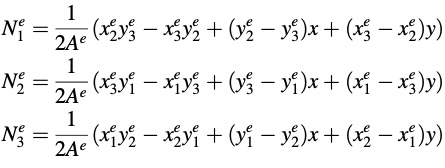 $N_1^e = \frac{1}{2A^e}(x_2^e y_3^e - x_3^e y_2^e + (y_2^e - y_3^e)x + (x_3^e - x_2^e)y)$
$N_2^e = \frac{1}{2A^e}(x_3^e y_1^e - x_1^e y_3^e + (y_3^e - y_1^e)x + (x_1^e - x_3^e)y)$
$N_3^e = \frac{1}{2A^e}(x_1^e y_2^e - x_2^e y_1^e + (y_1^e - y_2^e)x + (x_2^e - x_1^e)y)$